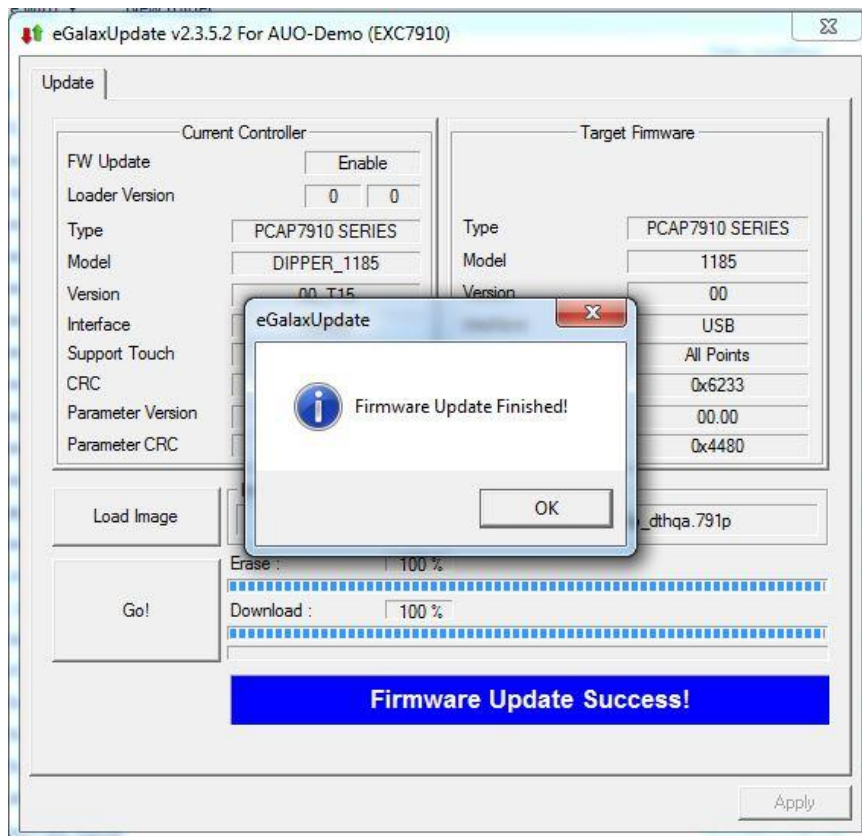 eGalaxUpdate v2.3.5.2 For AUO-Demo (EXC7910)
Update
Current Controller
FW Update Enable
Loader Version 0 0
Type PCAP7910 SERIES
Model DIPPER_1185
Version 00_T15
Interface
Support Touch
CRC
Parameter Version
Parameter CRC
Target Firmware
Type PCAP7910 SERIES
Model 1185
Version 00
USB
All Points
0x6233
00.00
0x4480
eGalaxUpdate
Firmware Update Finished!
OK
Load Image
_dthqa.791p
Go!
Erase : 100 %
Download : 100 %
Firmware Update Success!
Apply